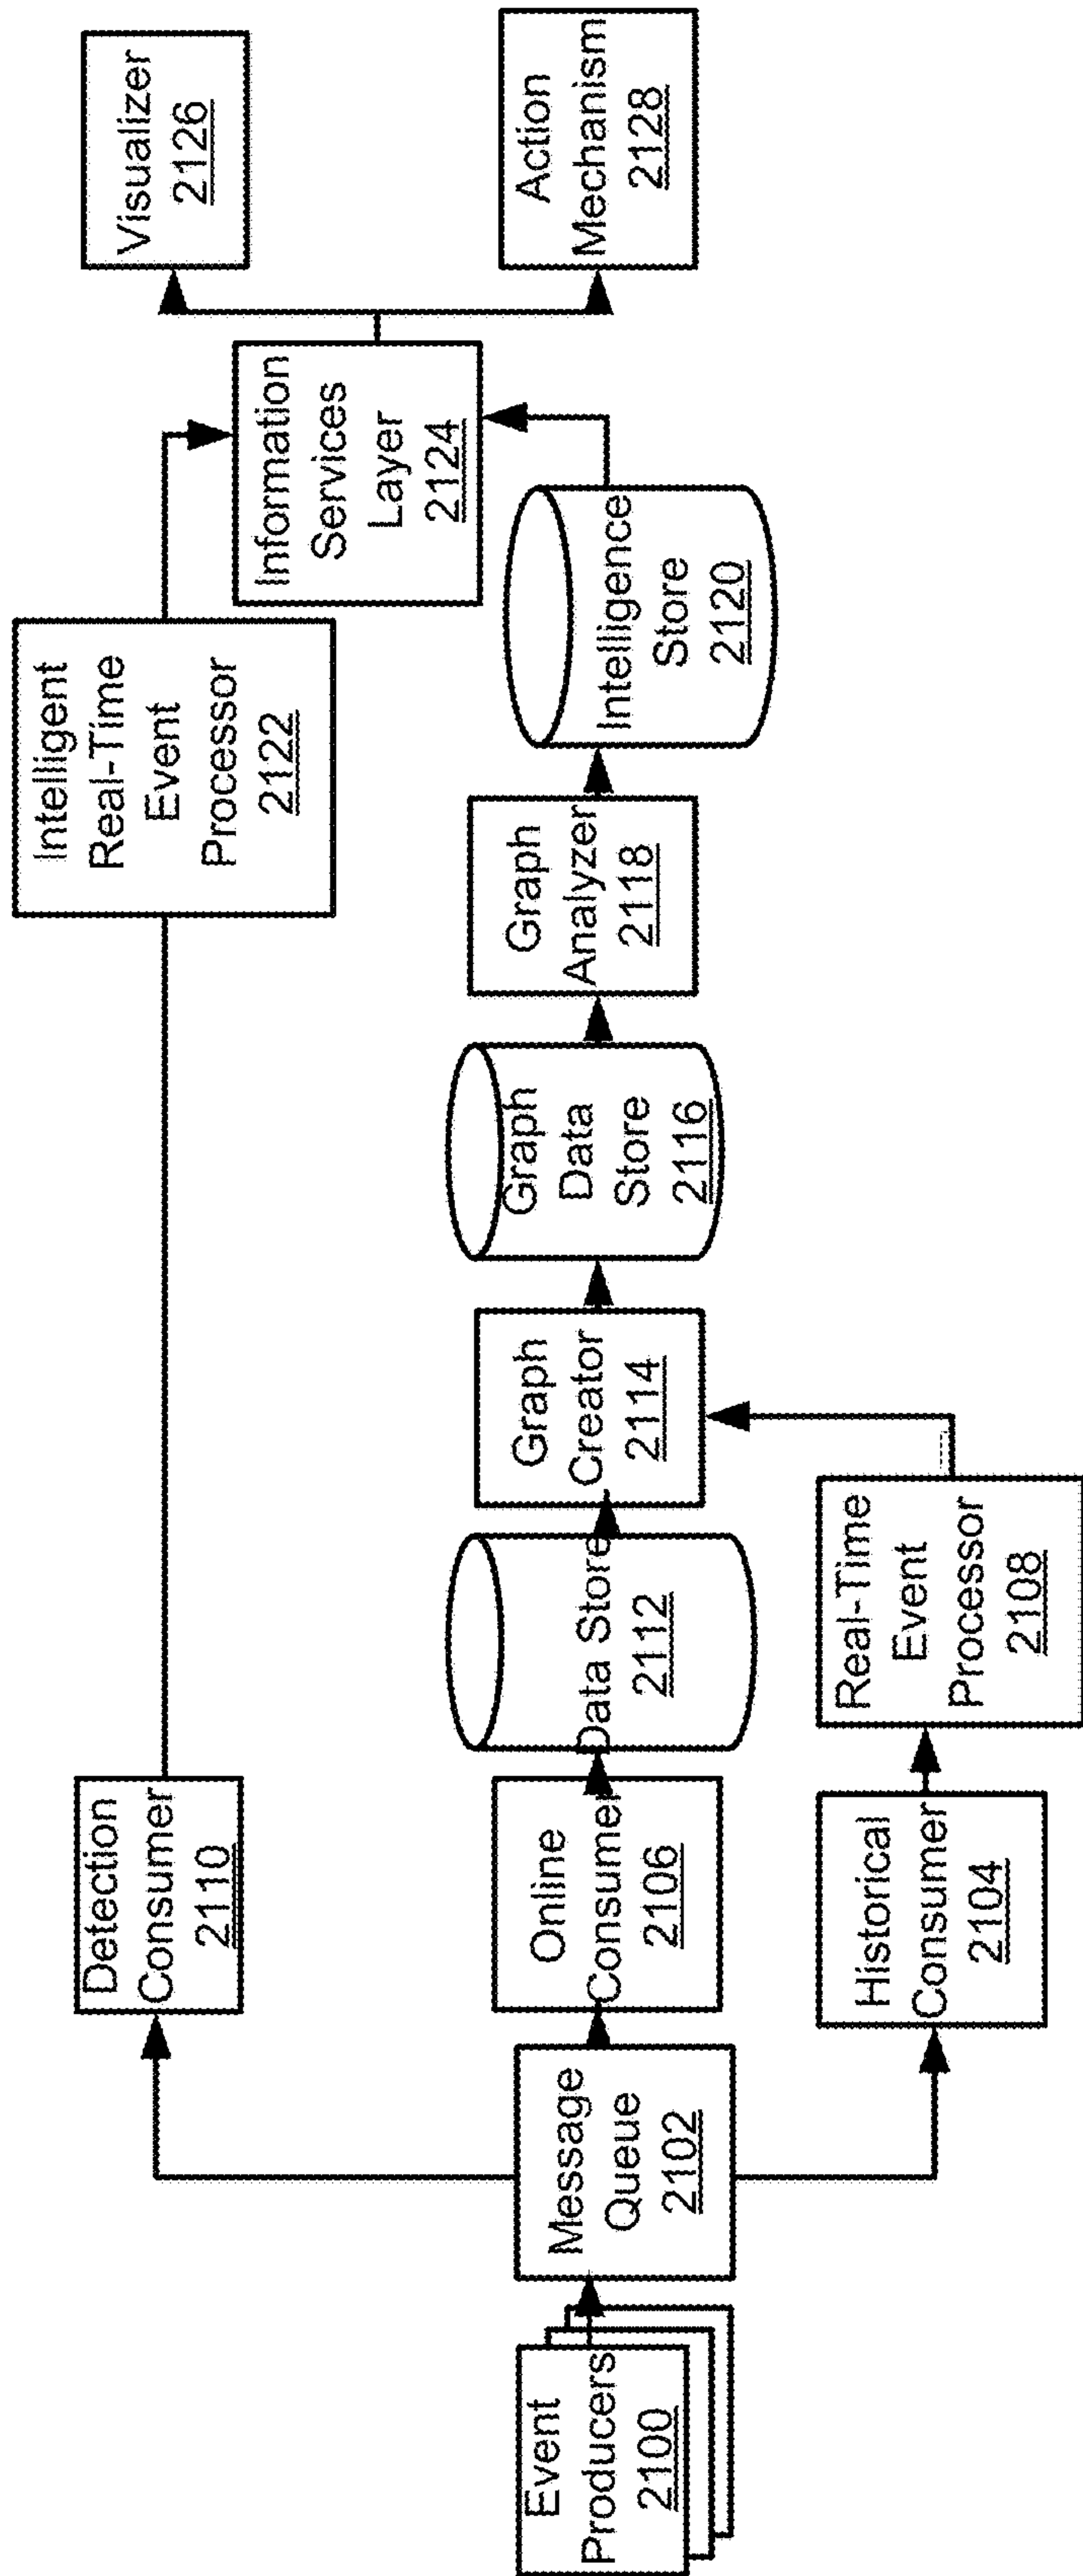 Event
Producers
2100
Message
Queue
2102
Detection
Consumer
2110
Online
Consumer
2106
Historical
Consumer
2104
Data Store
2112
Real-Time
Event
Processor
2108
Graph
Creator
2114
Graph
Data
Store
2116
Graph
Analyzer
2118
Intelligent
Real-Time
Event
Processor
2122
Intelligence
Store
2120
Information
Services
Layer
2124
Visualizer
2126
Action
Mechanism
2128